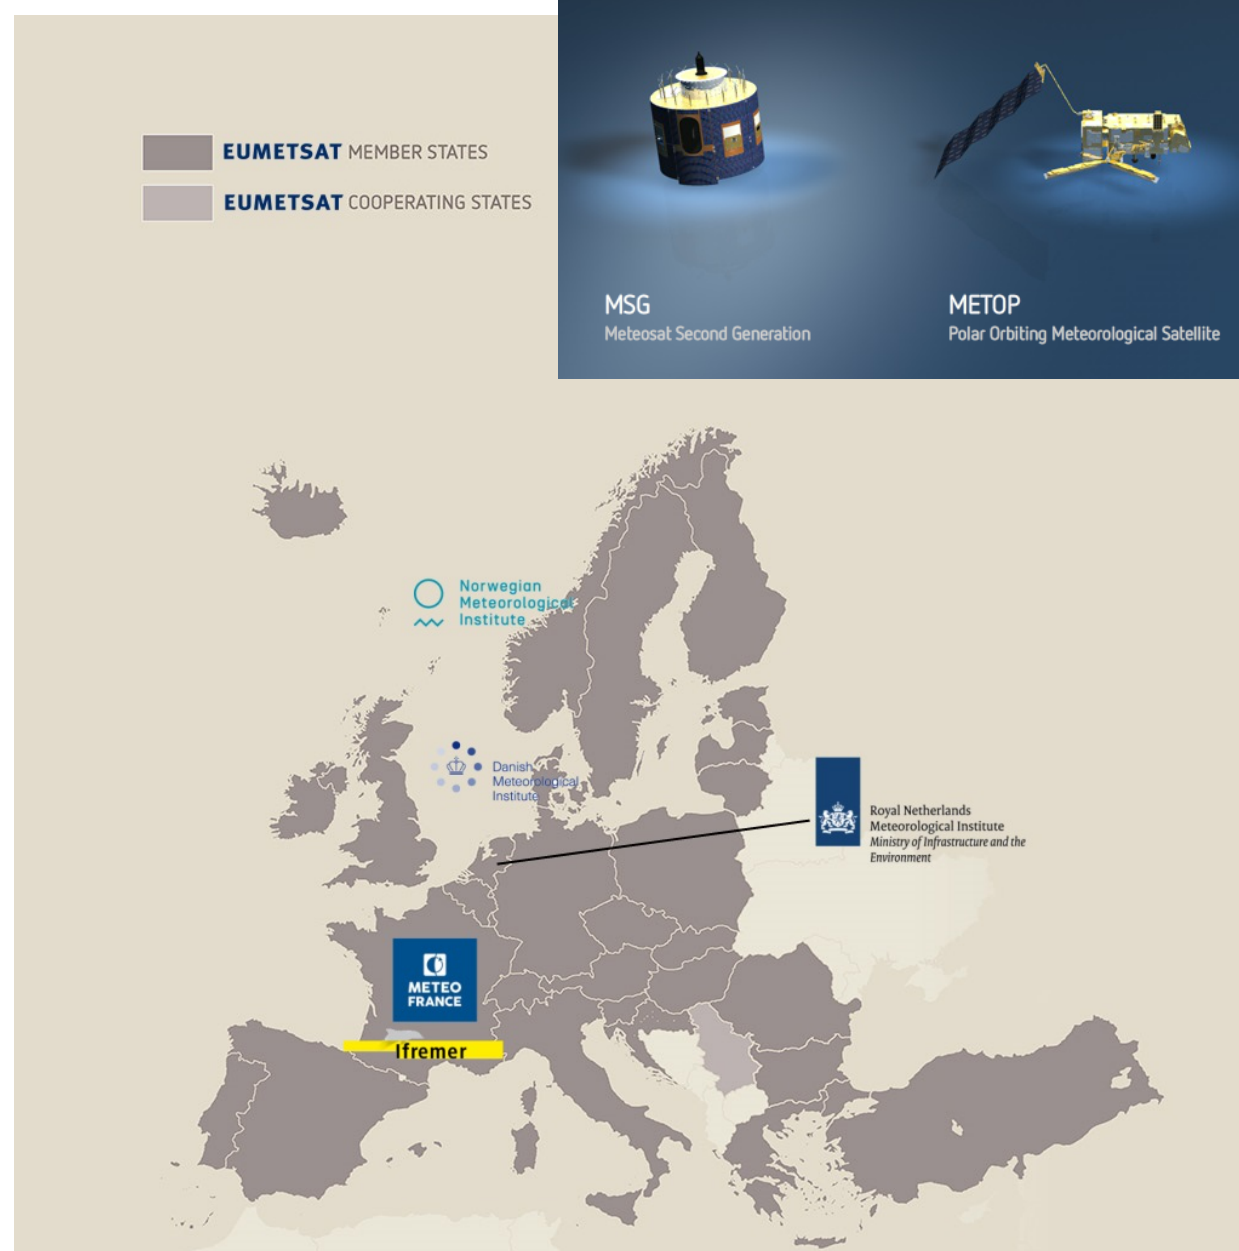 EUMETSAT MEMBER STATES
EUMETSAT COOPERATING STATES
MSG
Meteosat Second Generation
METOP
Polar Orbiting Meteorological Satellite
Norwegian
Meteorological
Institute
Danish
Meteorological
Institute
Royal Netherlands
Meteorological Institute
Ministry of Infrastructure and the
Environment
METEO
FRANCE
Ifremer